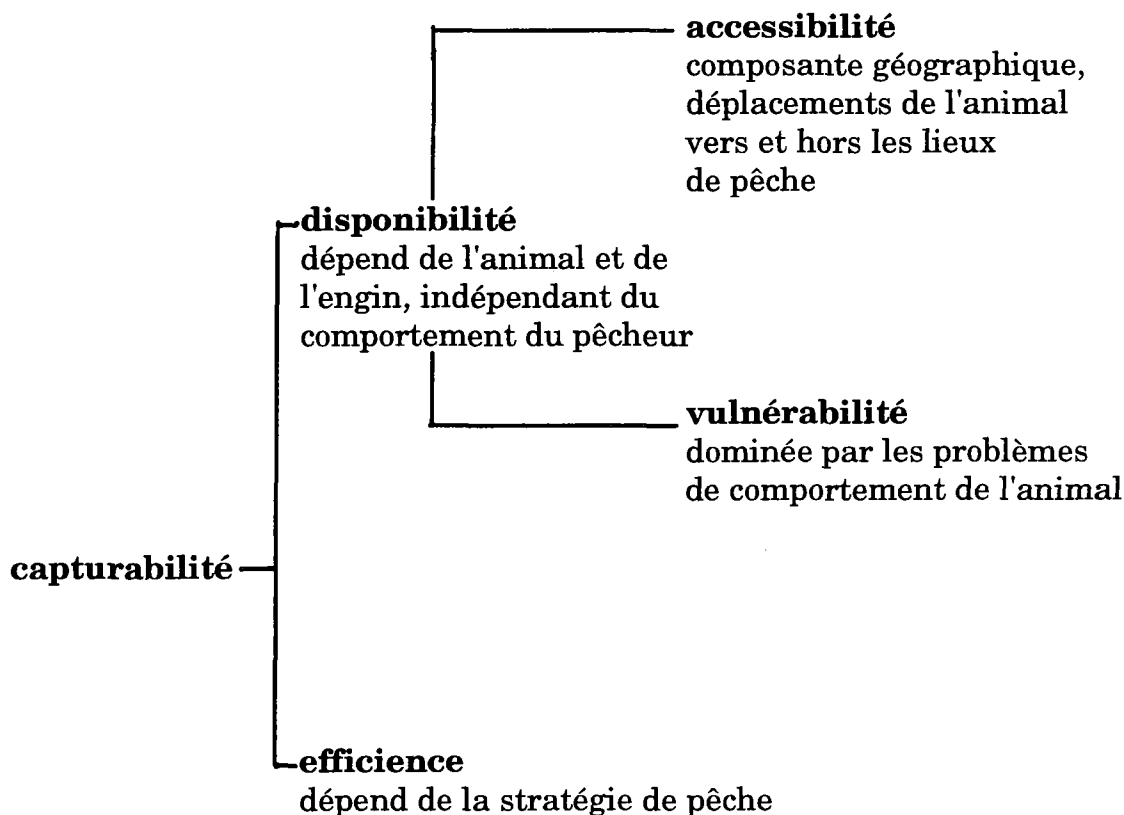 accessibilité
composante géographique,
déplacements de l'animal
vers et hors les lieux
de pêche
disponibilité
dépend de l'animal et de
l'engin, indépendant du
comportement du pêcheur
vulnérabilité
dominée par les problèmes
de comportement de l'animal
capturabilité
efficience
dépend de la stratégie de pêche